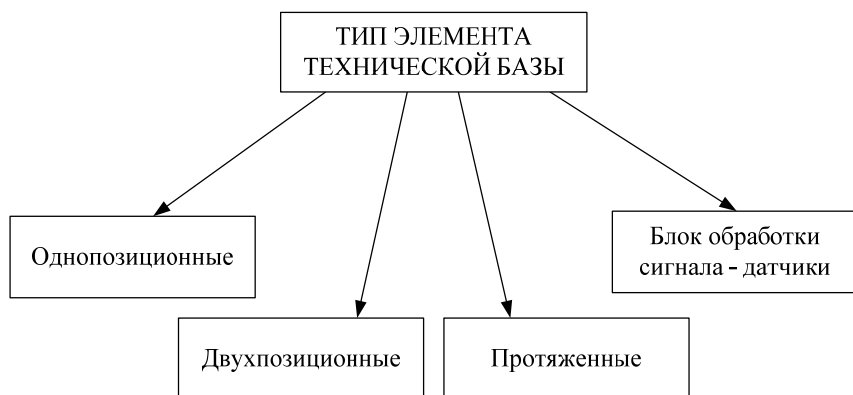 ТИП ЭЛЕМЕНТА
ТЕХНИЧЕСКОЙ БАЗЫ
Однопозиционные
Блок обработки
сигнала - датчики
Двухпозиционные
Протяженные